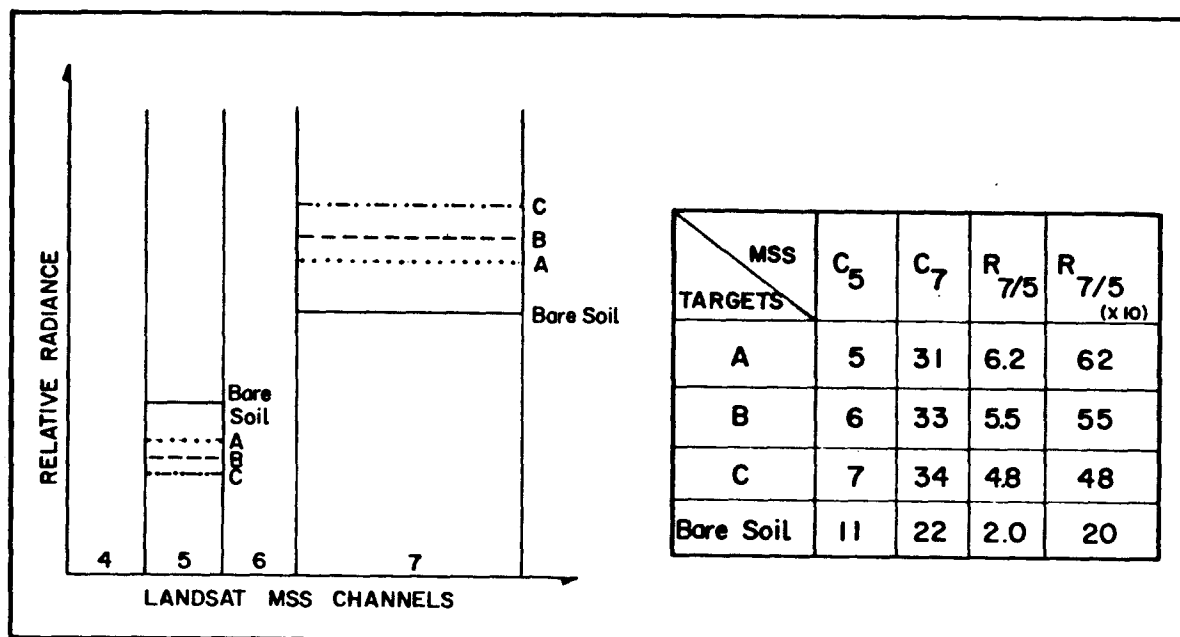 RELATIVE RADIANCE
C
B
A
Bare Soil
Bare
Soil
A
B
C
4 5 6 7
LANDSAT MSS CHANNELS
MSS TARGETS C5 C7 R7/5 R7/5 (X 10)
A 5 31 6.2 62
B 6 33 5.5 55
C 7 34 4.8 48
Bare Soil 11 22 2.0 20